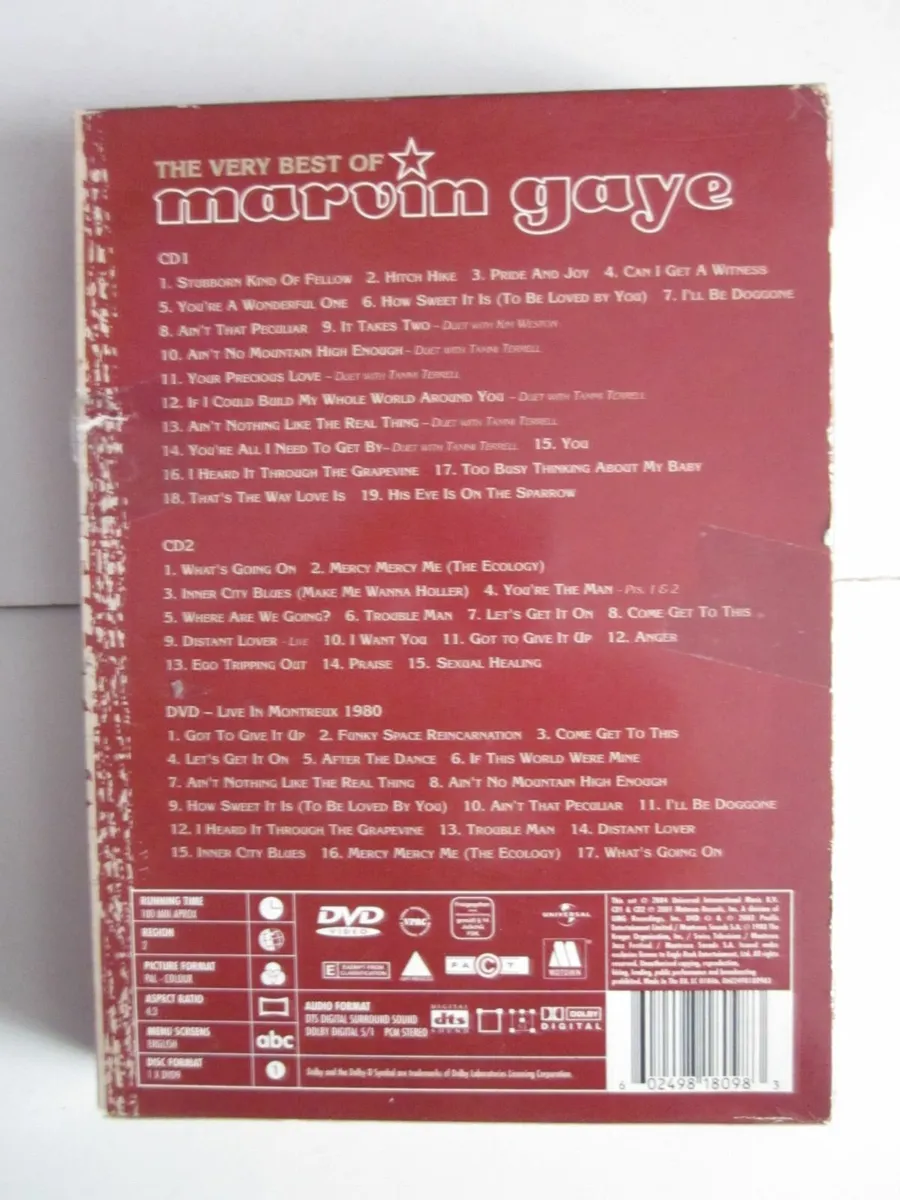 THE VERY BEST OF
marvin gaye
CD1
1. Stubborn Kind Of Fellow 2. Hitch Hike 3. Pride And Joy 4. Can I Get A Witness
5. You're A Wonderful One 6. How Sweet It Is (To Be Loved by You) 7. I'll Be Doggone
8. Ain't That Peculiar 9. It Takes Two - Duet with Kim Weston
10. Ain't No Mountain High Enough - Duet with Tammi Terrell
11. Your Precious Love - Duet with Tammi Terrell
12. If I Could Build My Whole World Around You - Duet with Tammi Terrell
13. Ain't Nothing Like The Real Thing - Duet with Tammi Terrell
14. You're All I Need To Get By - Duet with Tammi Terrell 15. You
16. I Heard It Through The Grapevine 17. Too Busy Thinking About My Baby
18. That's The Way Love Is 19. His Eye Is On The Sparrow
CD2
1. What's Going On 2. Mercy Mercy Me (The Ecology)
3. Inner City Blues (Make Me Wanna Holler) 4. You're The Man - Pts. 1 & 2
5. Where Are We Going? 6. Trouble Man 7. Let's Get It On 8. Come Get To This
9. Distant Lover - Live 10. I Want You 11. Got to Give It Up 12. Anger
13. Ego Tripping Out 14. Praise 15. Sexual Healing
DVD – Live In Montreux 1980
1. Got To Give It Up 2. Funky Space Reincarnation 3. Come Get To This
4. Let's Get It On 5. After The Dance 6. If This World Were Mine
7. Ain't Nothing Like The Real Thing 8. Ain't No Mountain High Enough
9. How Sweet It Is (To Be Loved By You) 10. Ain't That Peculiar 11. I'll Be Doggone
12. I Heard It Through The Grapevine 13. Trouble Man 14. Distant Lover
15. Inner City Blues 16. Mercy Mercy Me (The Ecology) 17. What's Going On
RUNNING TIME
100 MIN APROX
REGION
2
PICTURE FORMAT
PAL - COLOUR
ASPECT RATIO
4:3
MENU SCREENS
ENGLISH
abc
DISC FORMAT
1 X DVD9
1
DVD
VIDEO
VPRC
UNIVERSAL
E EXEMPT FROM CLASSIFICATION
FACT
MOTOWN
AUDIO FORMAT
DTS DIGITAL SURROUND SOUND
DOLBY DIGITAL 5/1 PCM STEREO
DIGITAL dts SOUND
DOLBY DIGITAL
Dolby and the Dolby D Symbol are trademarks of Dolby Laboratories Licensing Corporation.
6 02498 18098 3